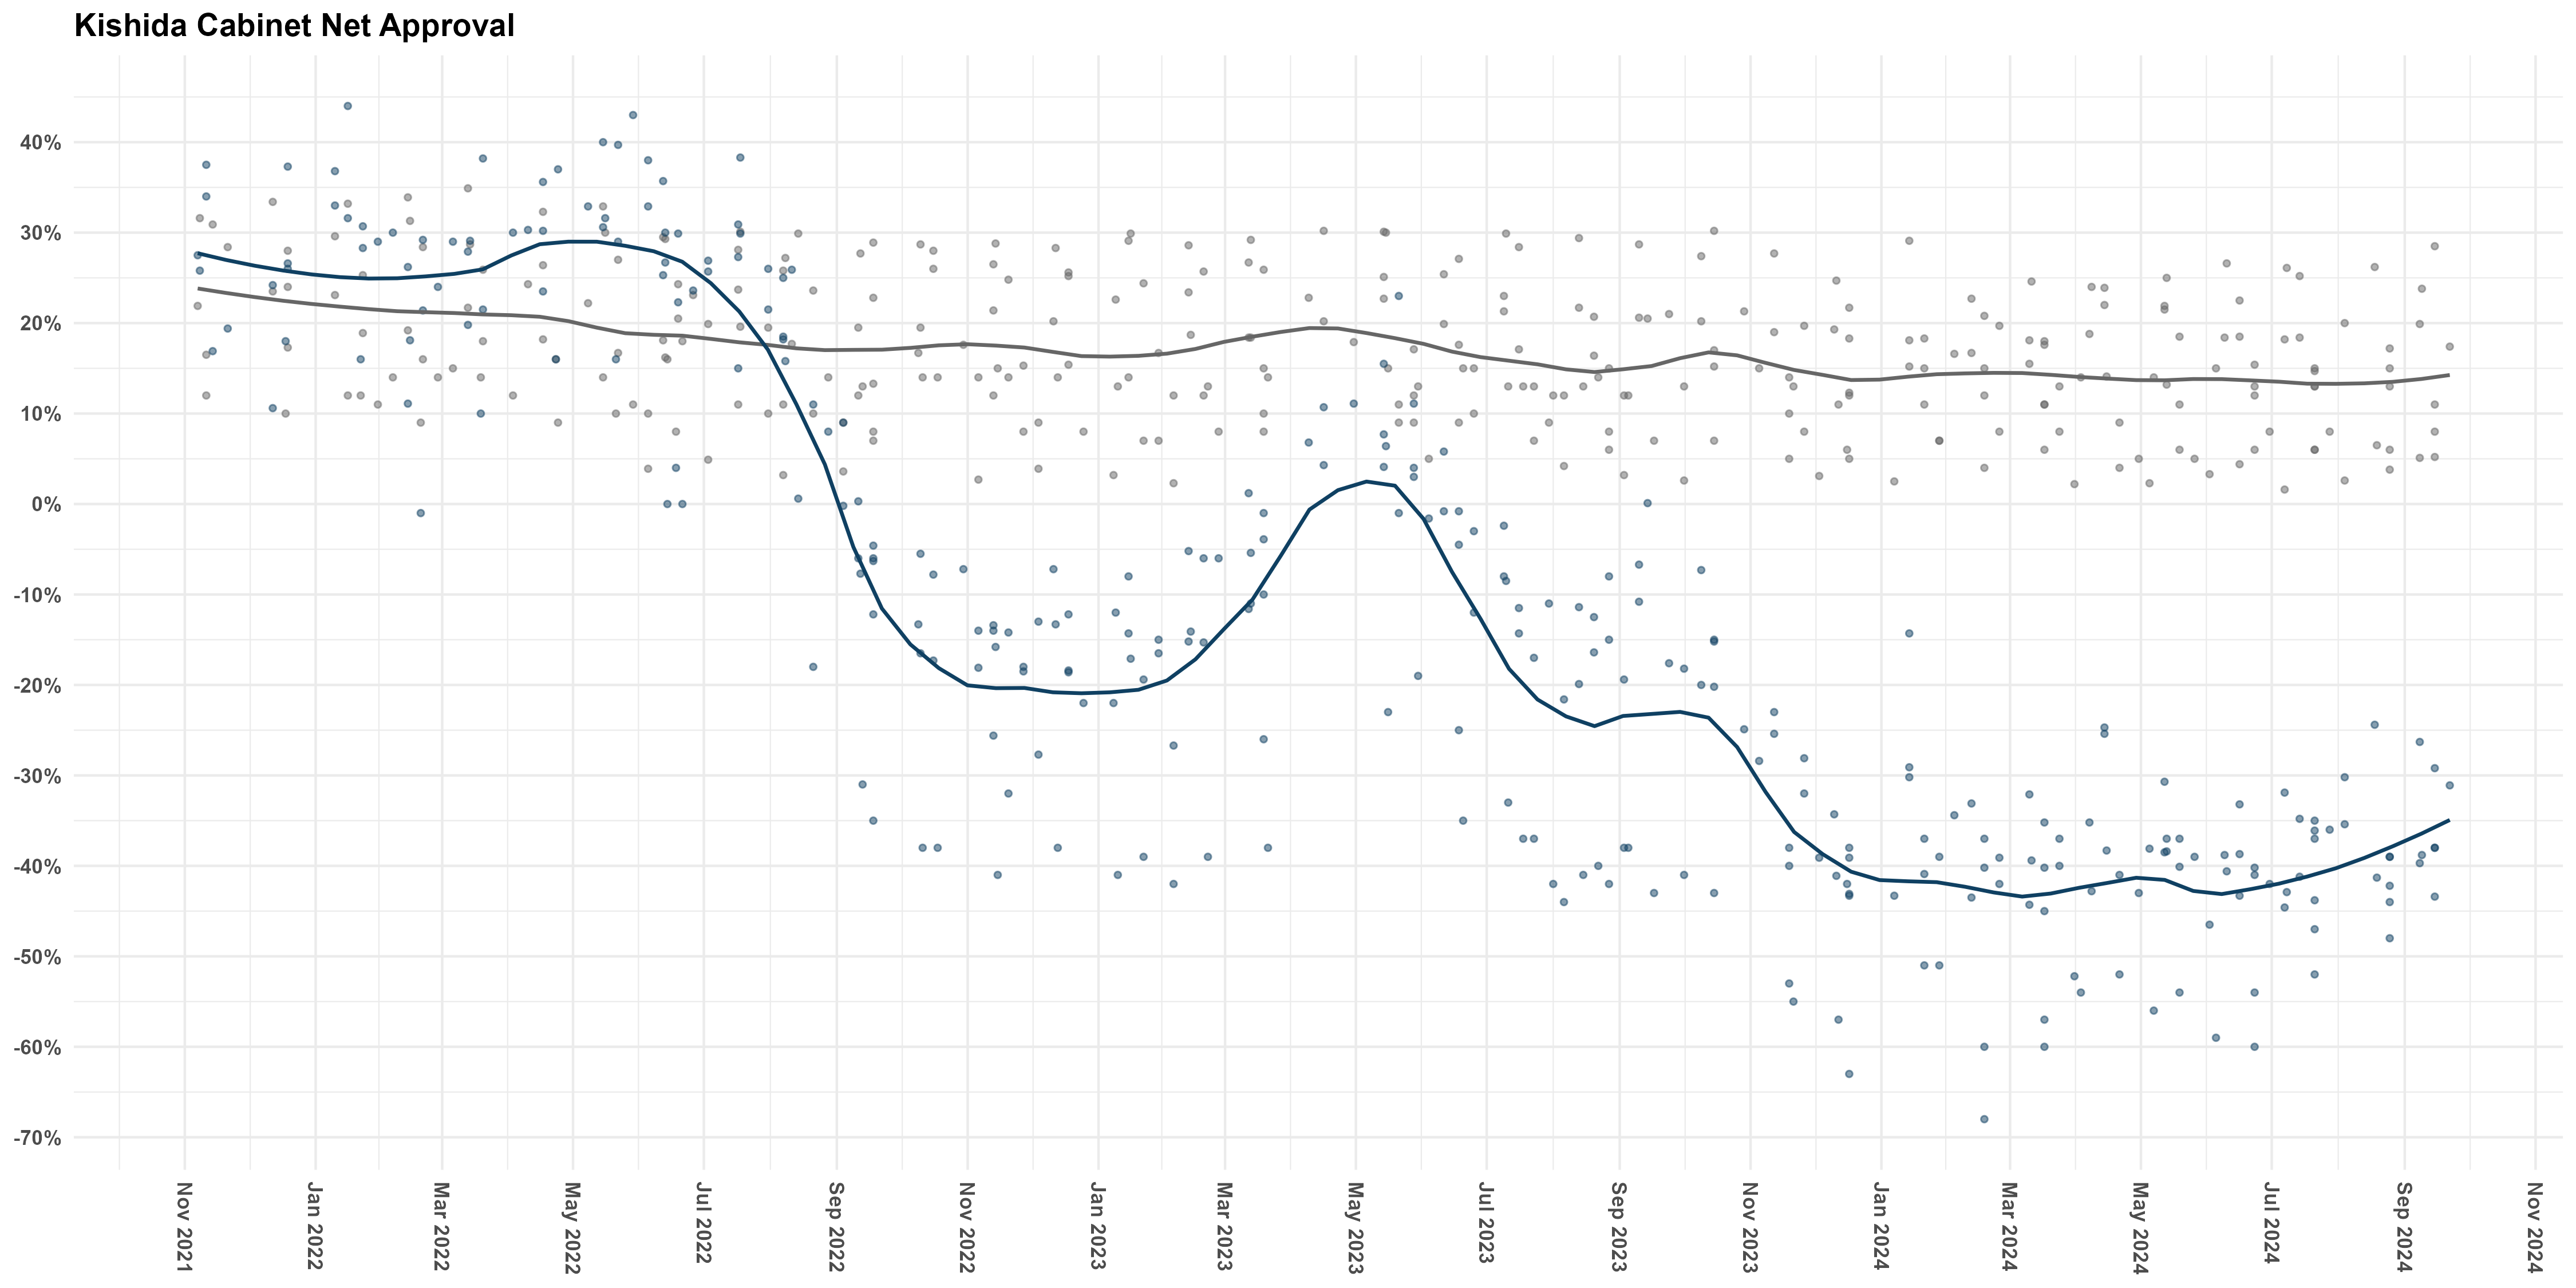 Kishida Cabinet Net Approval
40%
30%
20%
10%
0%
-10%
-20%
-30%
-40%
-50%
-60%
-70%
Nov 2021
Jan 2022
Mar 2022
May 2022
Jul 2022
Sep 2022
Nov 2022
Jan 2023
Mar 2023
May 2023
Jul 2023
Sep 2023
Nov 2023
Jan 2024
Mar 2024
May 2024
Jul 2024
Sep 2024
Nov 2024